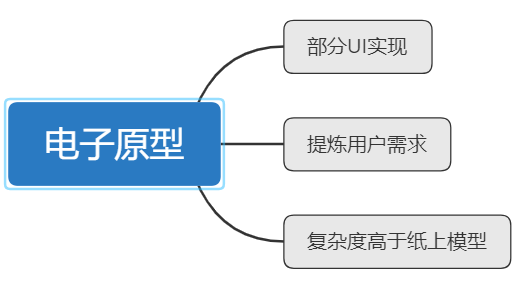 部分UI实现
电子原型
提炼用户需求
复杂度高于纸上模型